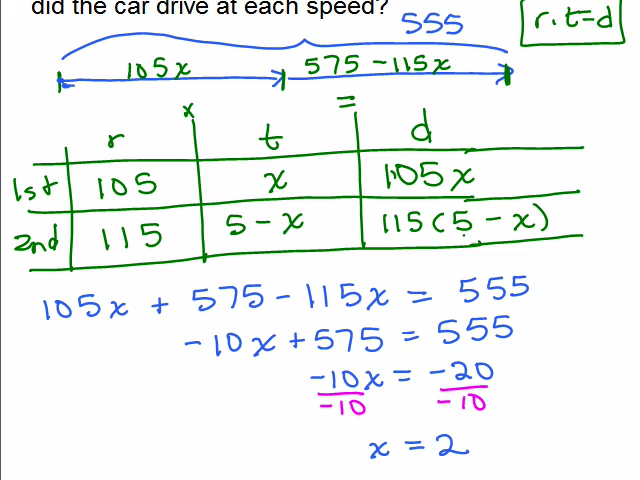 did the car drive at each speed?
555
r·t=d
105x 575-115x
r x t = d
1st 105 x 105x
2nd 115 5-x 115(5-x)
105x + 575-115x = 555
-10x+575 = 555
-10x = -20
-10 -10
x = 2